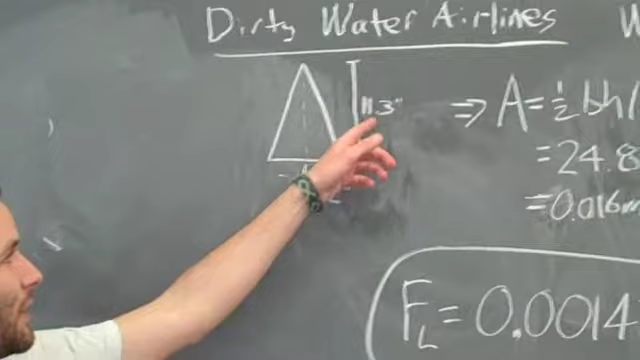 Dirty Water Airlines W
11.3"
⇒ A = ½ bh
= 24.8
= 0.016m
F_L = 0.0014